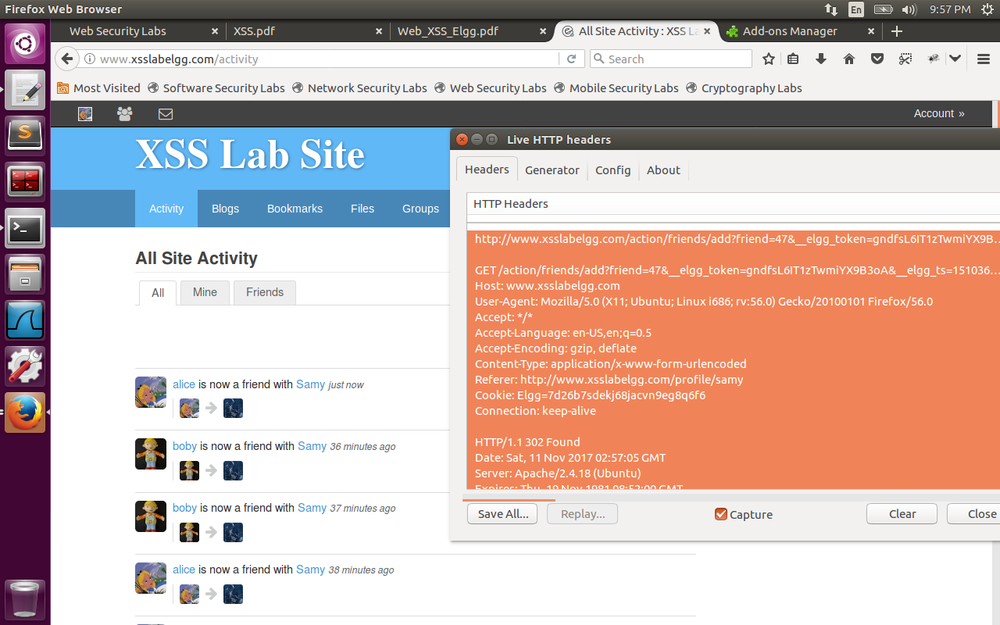 Firefox Web Browser
En
9:57 PM
Web Security Labs
XSS.pdf
Web_XSS_Elgg.pdf
All Site Activity : XSS La
Add-ons Manager
www.xsslabelgg.com/activity
Search
Most Visited
Software Security Labs
Network Security Labs
Web Security Labs
Mobile Security Labs
Cryptography Labs
Account »
XSS Lab Site
Activity
Blogs
Bookmarks
Files
Groups
All Site Activity
All
Mine
Friends
alice is now a friend with Samy just now
boby is now a friend with Samy 36 minutes ago
boby is now a friend with Samy 37 minutes ago
alice is now a friend with Samy 38 minutes ago
Live HTTP headers
Headers
Generator
Config
About
HTTP Headers
http://www.xsslabelgg.com/action/friends/add?friend=47&__elgg_token=gndfsL6IT1zTwmiYX9B...
GET /action/friends/add?friend=47&__elgg_token=gndfsL6IT1zTwmiYX9B3oA&__elgg_ts=151036...
Host: www.xsslabelgg.com
User-Agent: Mozilla/5.0 (X11; Ubuntu; Linux i686; rv:56.0) Gecko/20100101 Firefox/56.0
Accept: */*
Accept-Language: en-US,en;q=0.5
Accept-Encoding: gzip, deflate
Content-Type: application/x-www-form-urlencoded
Referer: http://www.xsslabelgg.com/profile/samy
Cookie: Elgg=7d26b7sdekj68jacvn9eg8q6f6
Connection: keep-alive
HTTP/1.1 302 Found
Date: Sat, 11 Nov 2017 02:57:05 GMT
Server: Apache/2.4.18 (Ubuntu)
Expires: Thu, 19 Nov 1981 08:52:00 GMT
Save All...
Replay...
Capture
Clear
Close